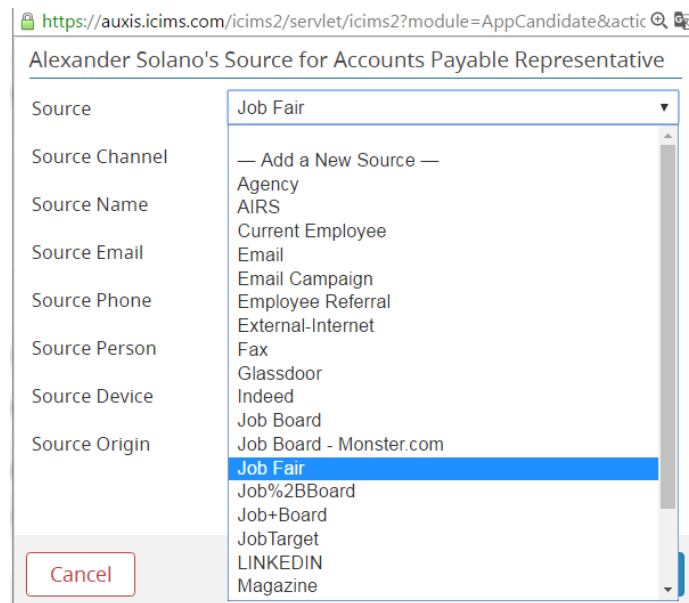 https://auxis.icims.com/icims2/servlet/icims2?module=AppCandidate&actic
Alexander Solano's Source for Accounts Payable Representative
Source
Job Fair
Source Channel
Source Name
Source Email
Source Phone
Source Person
Source Device
Source Origin
— Add a New Source —
Agency
AIRS
Current Employee
Email
Email Campaign
Employee Referral
External-Internet
Fax
Glassdoor
Indeed
Job Board
Job Board - Monster.com
Job Fair
Job%2BBoard
Job+Board
JobTarget
LINKEDIN
Magazine
Cancel